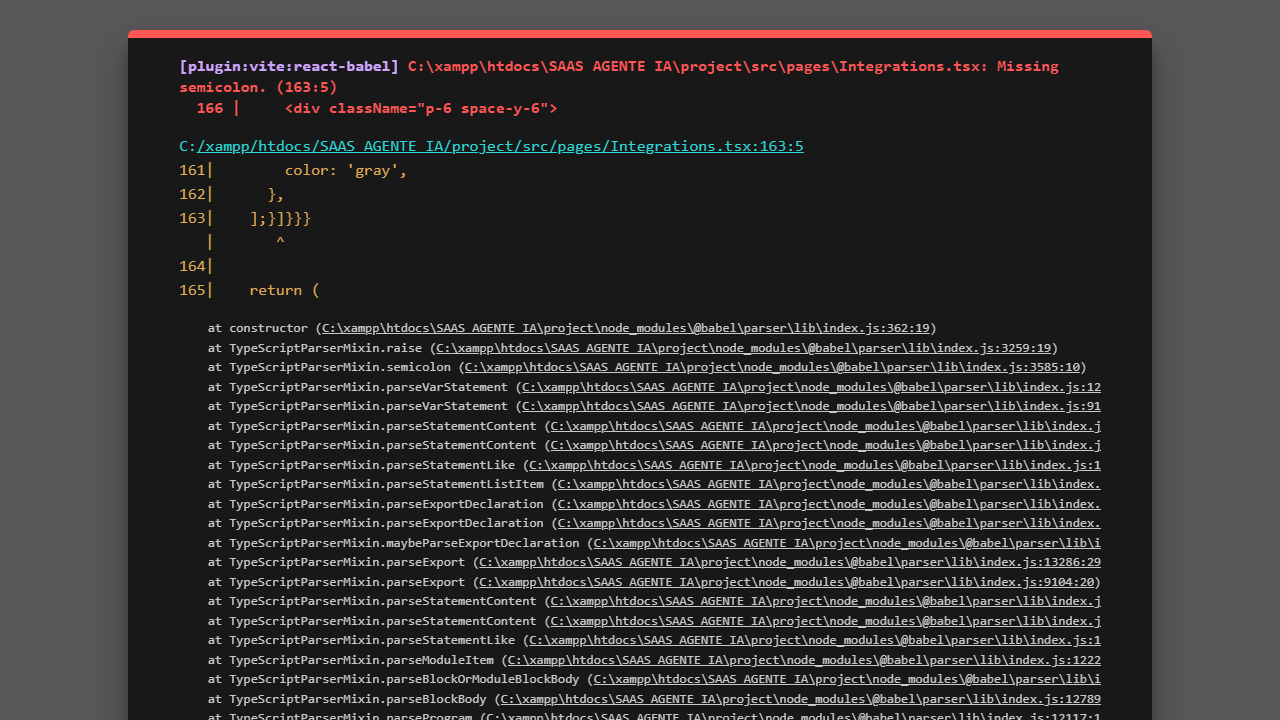 [plugin:vite:react-babel] C:\xampp\htdocs\SAAS AGENTE IA\project\src\pages\Integrations.tsx: Missing
semicolon. (163:5)
  166 |     <div className="p-6 space-y-6">
C:/xampp/htdocs/SAAS AGENTE IA/project/src/pages/Integrations.tsx:163:5
161|        color: 'gray',
162|      },
163|    ];}]}}}
   |       ^
164|
165|    return (
at constructor (C:\xampp\htdocs\SAAS AGENTE IA\project\node_modules\@babel\parser\lib\index.js:362:19)
at TypeScriptParserMixin.raise (C:\xampp\htdocs\SAAS AGENTE IA\project\node_modules\@babel\parser\lib\index.js:3259:19)
at TypeScriptParserMixin.semicolon (C:\xampp\htdocs\SAAS AGENTE IA\project\node_modules\@babel\parser\lib\index.js:3585:10)
at TypeScriptParserMixin.parseVarStatement (C:\xampp\htdocs\SAAS AGENTE IA\project\node_modules\@babel\parser\lib\index.js:12
at TypeScriptParserMixin.parseVarStatement (C:\xampp\htdocs\SAAS AGENTE IA\project\node_modules\@babel\parser\lib\index.js:91
at TypeScriptParserMixin.parseStatementContent (C:\xampp\htdocs\SAAS AGENTE IA\project\node_modules\@babel\parser\lib\index.j
at TypeScriptParserMixin.parseStatementContent (C:\xampp\htdocs\SAAS AGENTE IA\project\node_modules\@babel\parser\lib\index.j
at TypeScriptParserMixin.parseStatementLike (C:\xampp\htdocs\SAAS AGENTE IA\project\node_modules\@babel\parser\lib\index.js:1
at TypeScriptParserMixin.parseStatementListItem (C:\xampp\htdocs\SAAS AGENTE IA\project\node_modules\@babel\parser\lib\index.
at TypeScriptParserMixin.parseExportDeclaration (C:\xampp\htdocs\SAAS AGENTE IA\project\node_modules\@babel\parser\lib\index.
at TypeScriptParserMixin.parseExportDeclaration (C:\xampp\htdocs\SAAS AGENTE IA\project\node_modules\@babel\parser\lib\index.
at TypeScriptParserMixin.maybeParseExportDeclaration (C:\xampp\htdocs\SAAS AGENTE IA\project\node_modules\@babel\parser\lib\i
at TypeScriptParserMixin.parseExport (C:\xampp\htdocs\SAAS AGENTE IA\project\node_modules\@babel\parser\lib\index.js:13286:29
at TypeScriptParserMixin.parseExport (C:\xampp\htdocs\SAAS AGENTE IA\project\node_modules\@babel\parser\lib\index.js:9104:20)
at TypeScriptParserMixin.parseStatementContent (C:\xampp\htdocs\SAAS AGENTE IA\project\node_modules\@babel\parser\lib\index.j
at TypeScriptParserMixin.parseStatementContent (C:\xampp\htdocs\SAAS AGENTE IA\project\node_modules\@babel\parser\lib\index.j
at TypeScriptParserMixin.parseStatementLike (C:\xampp\htdocs\SAAS AGENTE IA\project\node_modules\@babel\parser\lib\index.js:1
at TypeScriptParserMixin.parseModuleItem (C:\xampp\htdocs\SAAS AGENTE IA\project\node_modules\@babel\parser\lib\index.js:1222
at TypeScriptParserMixin.parseBlockOrModuleBlockBody (C:\xampp\htdocs\SAAS AGENTE IA\project\node_modules\@babel\parser\lib\i
at TypeScriptParserMixin.parseBlockBody (C:\xampp\htdocs\SAAS AGENTE IA\project\node_modules\@babel\parser\lib\index.js:12789
at TypeScriptParserMixin.parseProgram (C:\xampp\htdocs\SAAS AGENTE IA\project\node_modules\@babel\parser\lib\index.js:12117:1